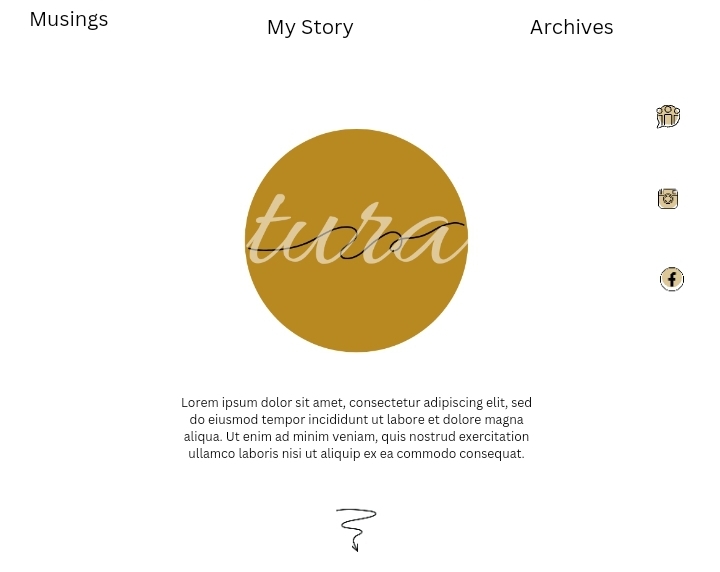 Musings
My Story
Archives
tura
Lorem ipsum dolor sit amet, consectetur adipiscing elit, sed
do eiusmod tempor incididunt ut labore et dolore magna
aliqua. Ut enim ad minim veniam, quis nostrud exercitation
ullamco laboris nisi ut aliquip ex ea commodo consequat.